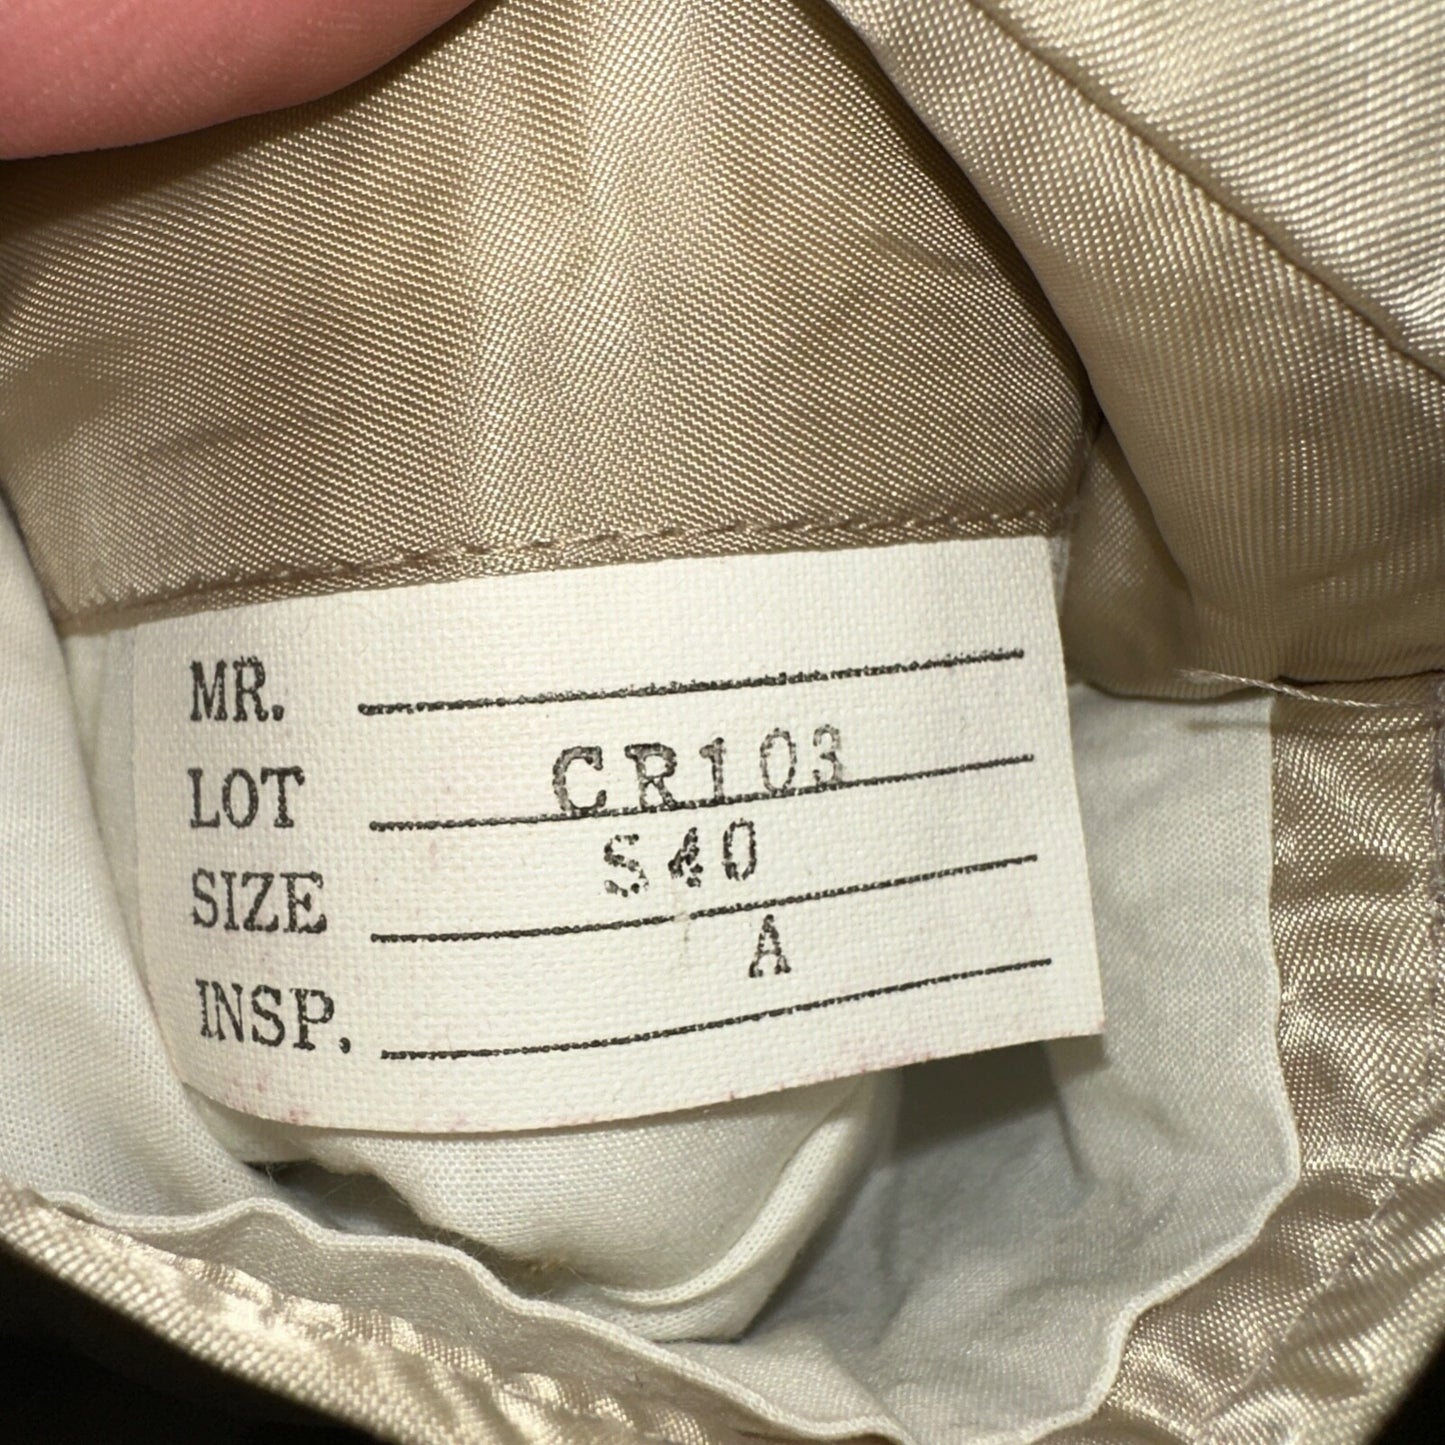 MR.
LOT CR103
SIZE S40
INSP. A